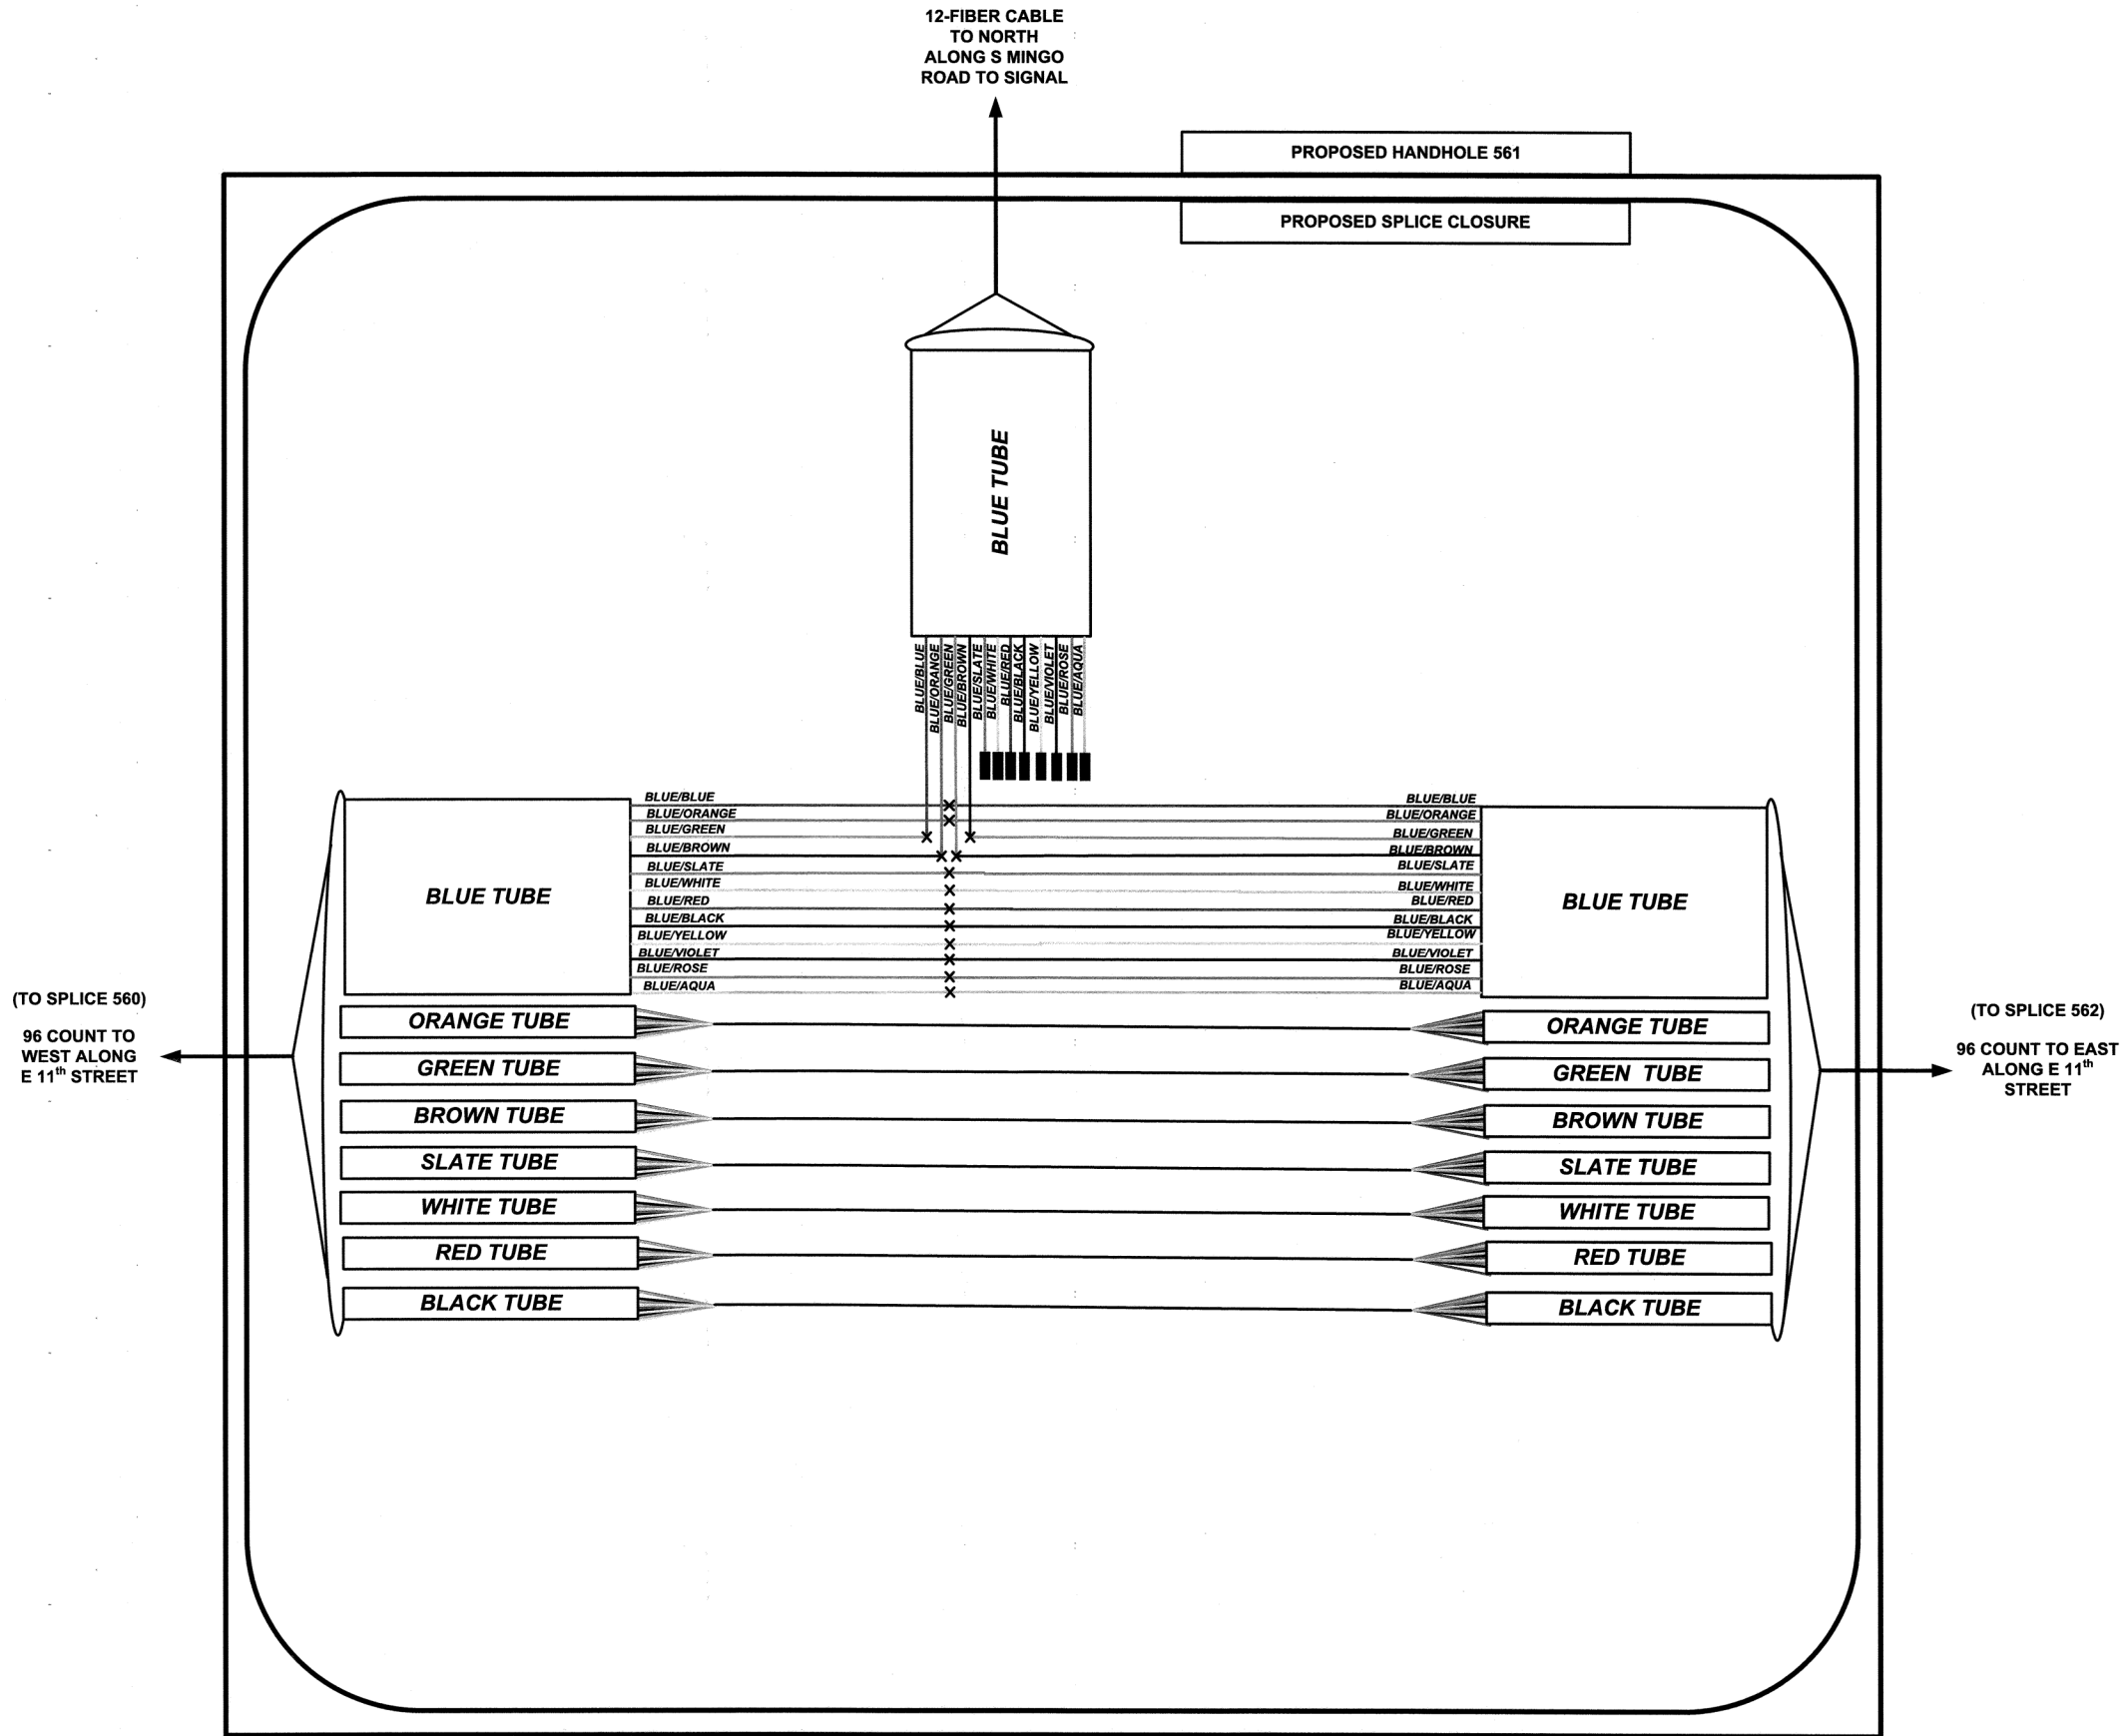 12-FIBER CABLE
TO NORTH
ALONG S MINGO
ROAD TO SIGNAL
PROPOSED HANDHOLE 561
PROPOSED SPLICE CLOSURE
BLUE TUBE
BLUE/BLUE
BLUE/ORANGE
BLUE/GREEN
BLUE/BROWN
BLUE/SLATE
BLUE/WHITE
BLUE/RED
BLUE/BLACK
BLUE/YELLOW
BLUE/VIOLET
BLUE/ROSE
BLUE/AQUA
BLUE TUBE
BLUE/BLUE
BLUE/ORANGE
BLUE/GREEN
BLUE/BROWN
BLUE/SLATE
BLUE/WHITE
BLUE/RED
BLUE/BLACK
BLUE/YELLOW
BLUE/VIOLET
BLUE/ROSE
BLUE/AQUA
BLUE/BLUE
BLUE/ORANGE
BLUE/GREEN
BLUE/BROWN
BLUE/SLATE
BLUE/WHITE
BLUE/RED
BLUE/BLACK
BLUE/YELLOW
BLUE/VIOLET
BLUE/ROSE
BLUE/AQUA
BLUE TUBE
(TO SPLICE 560)
96 COUNT TO
WEST ALONG
E 11th STREET
ORANGE TUBE
GREEN TUBE
BROWN TUBE
SLATE TUBE
WHITE TUBE
RED TUBE
BLACK TUBE
ORANGE TUBE
GREEN TUBE
BROWN TUBE
SLATE TUBE
WHITE TUBE
RED TUBE
BLACK TUBE
(TO SPLICE 562)
96 COUNT TO EAST
ALONG E 11th
STREET